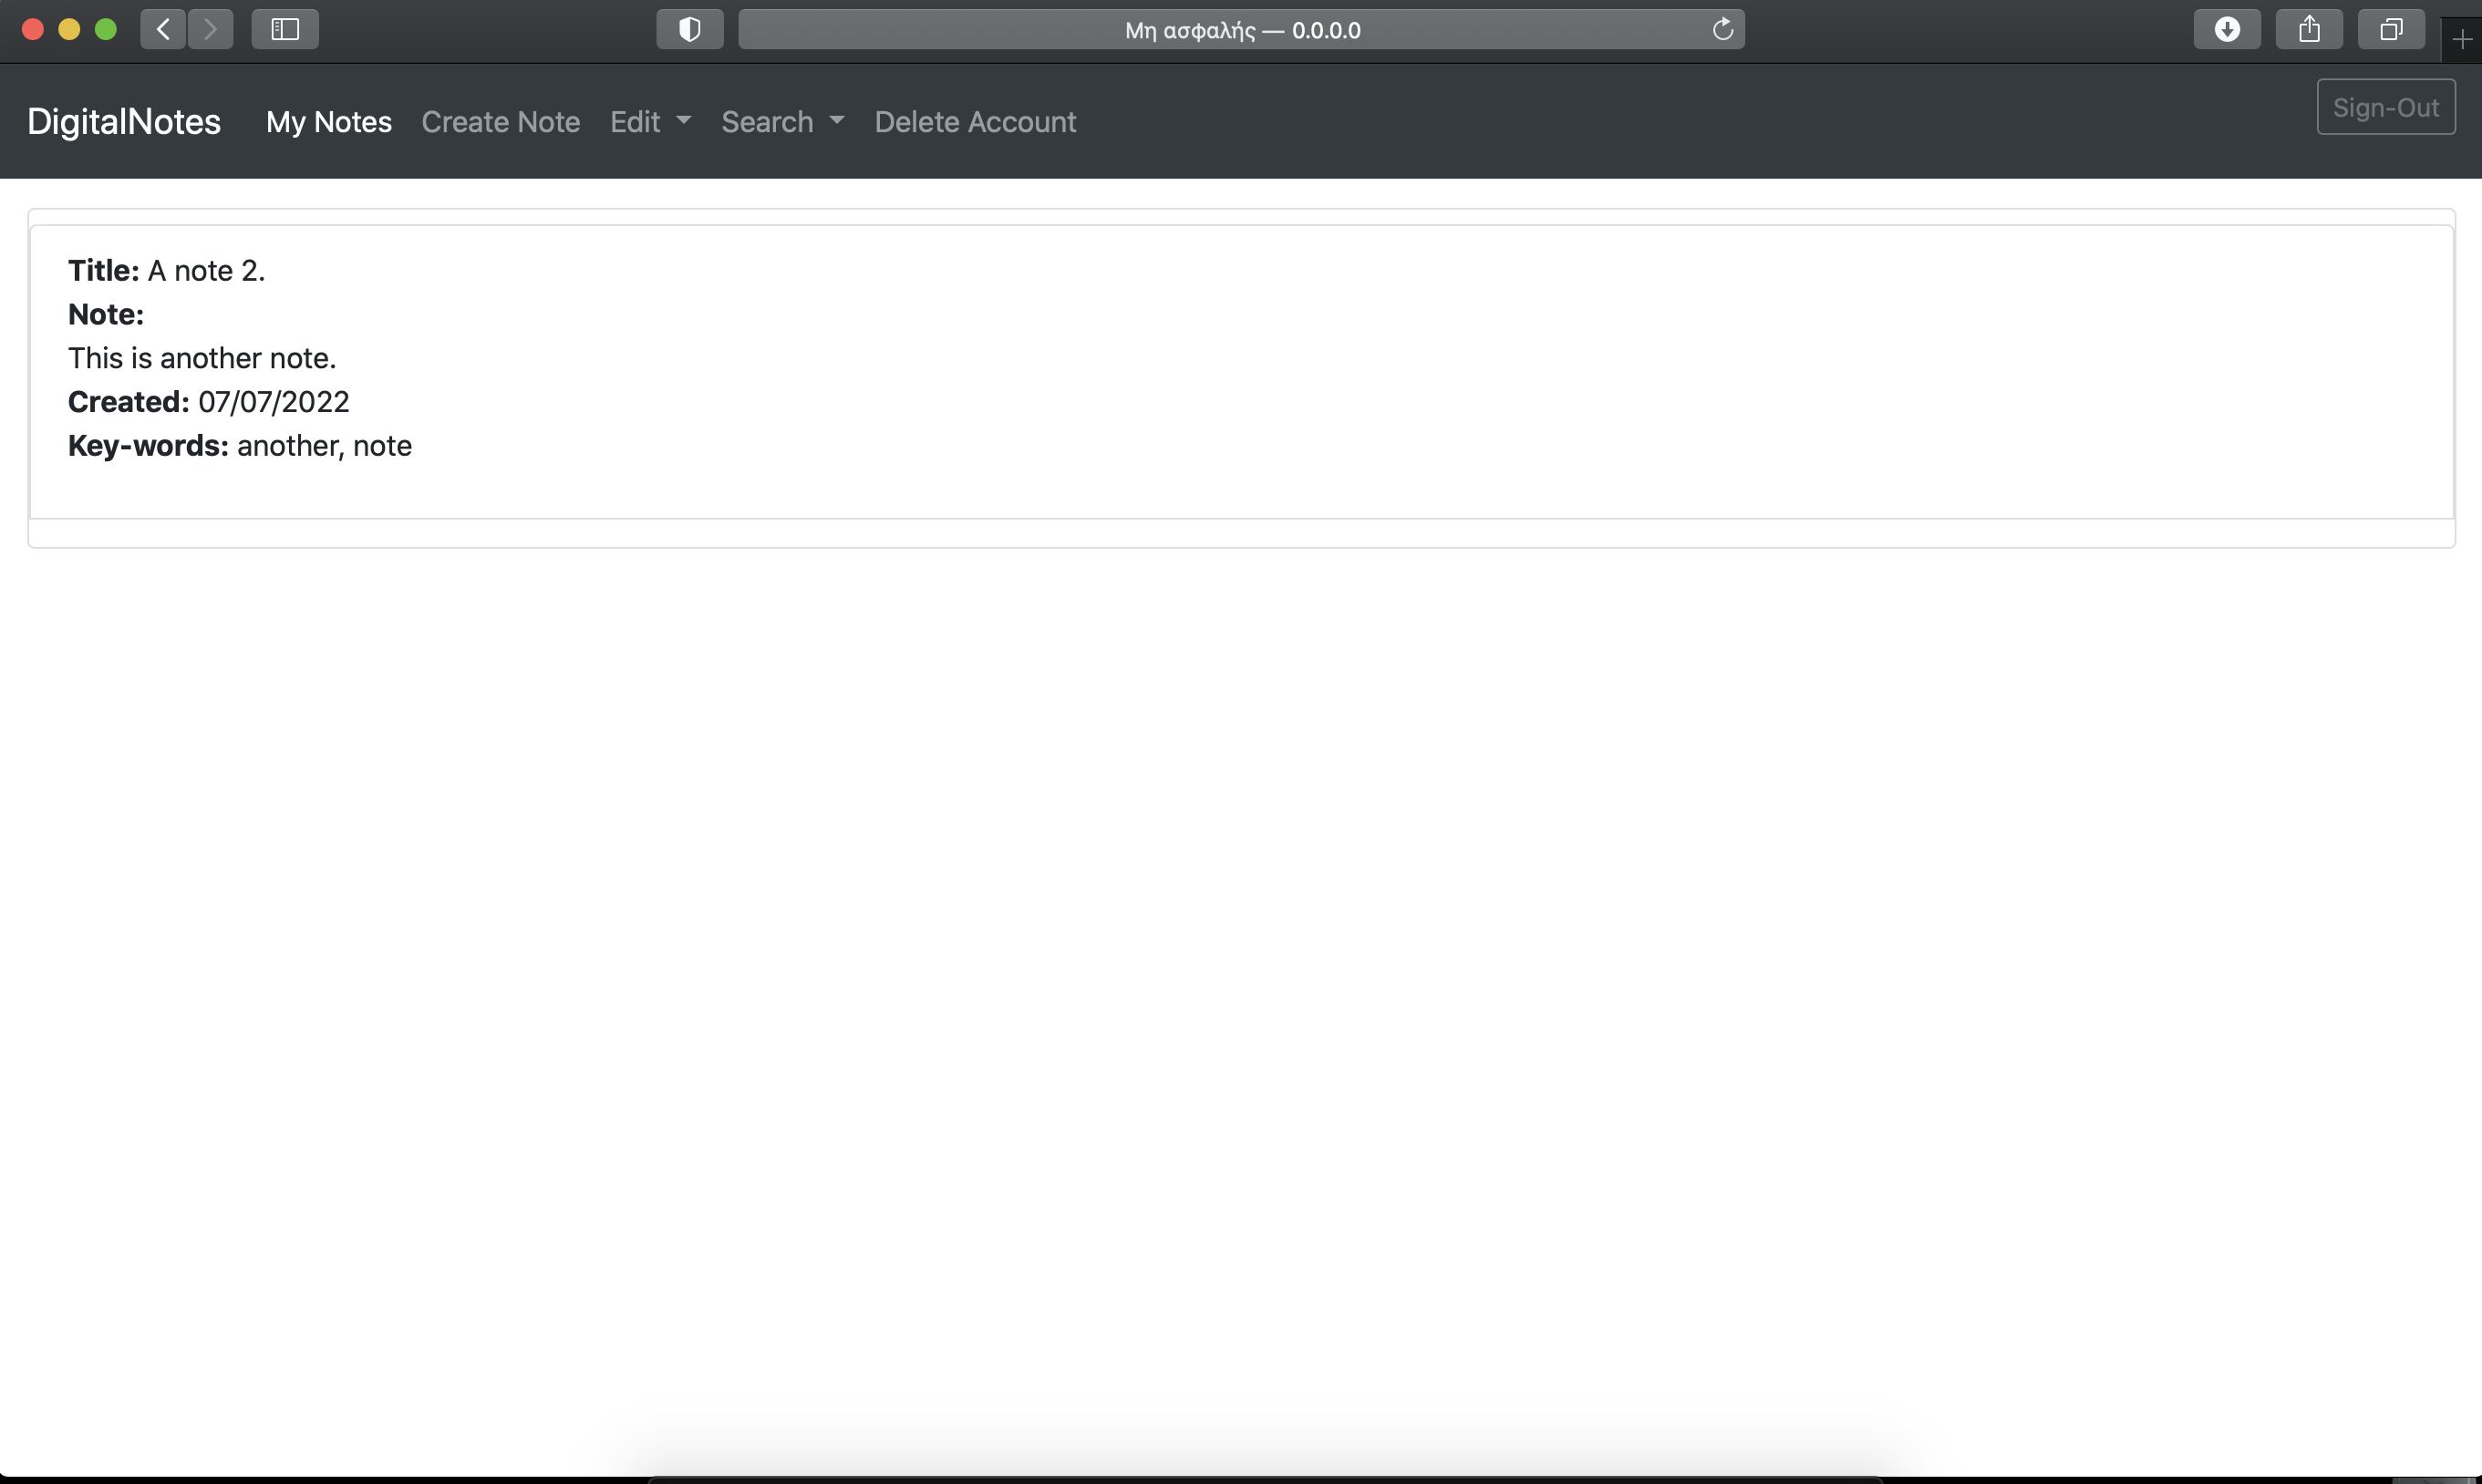 Μη ασφαλής — 0.0.0.0
DigitalNotes My Notes Create Note Edit Search Delete Account Sign-Out
Title: A note 2.
Note:
This is another note.
Created: 07/07/2022
Key-words: another, note